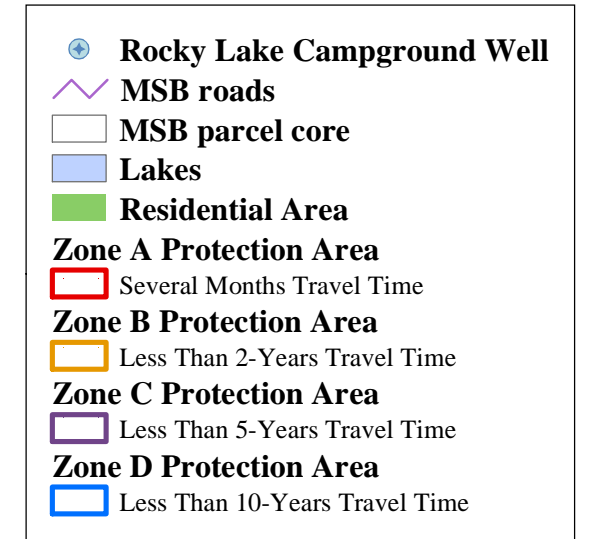 Rocky Lake Campground Well
MSB roads
MSB parcel core
Lakes
Residential Area
Zone A Protection Area
Several Months Travel Time
Zone B Protection Area
Less Than 2-Years Travel Time
Zone C Protection Area
Less Than 5-Years Travel Time
Zone D Protection Area
Less Than 10-Years Travel Time